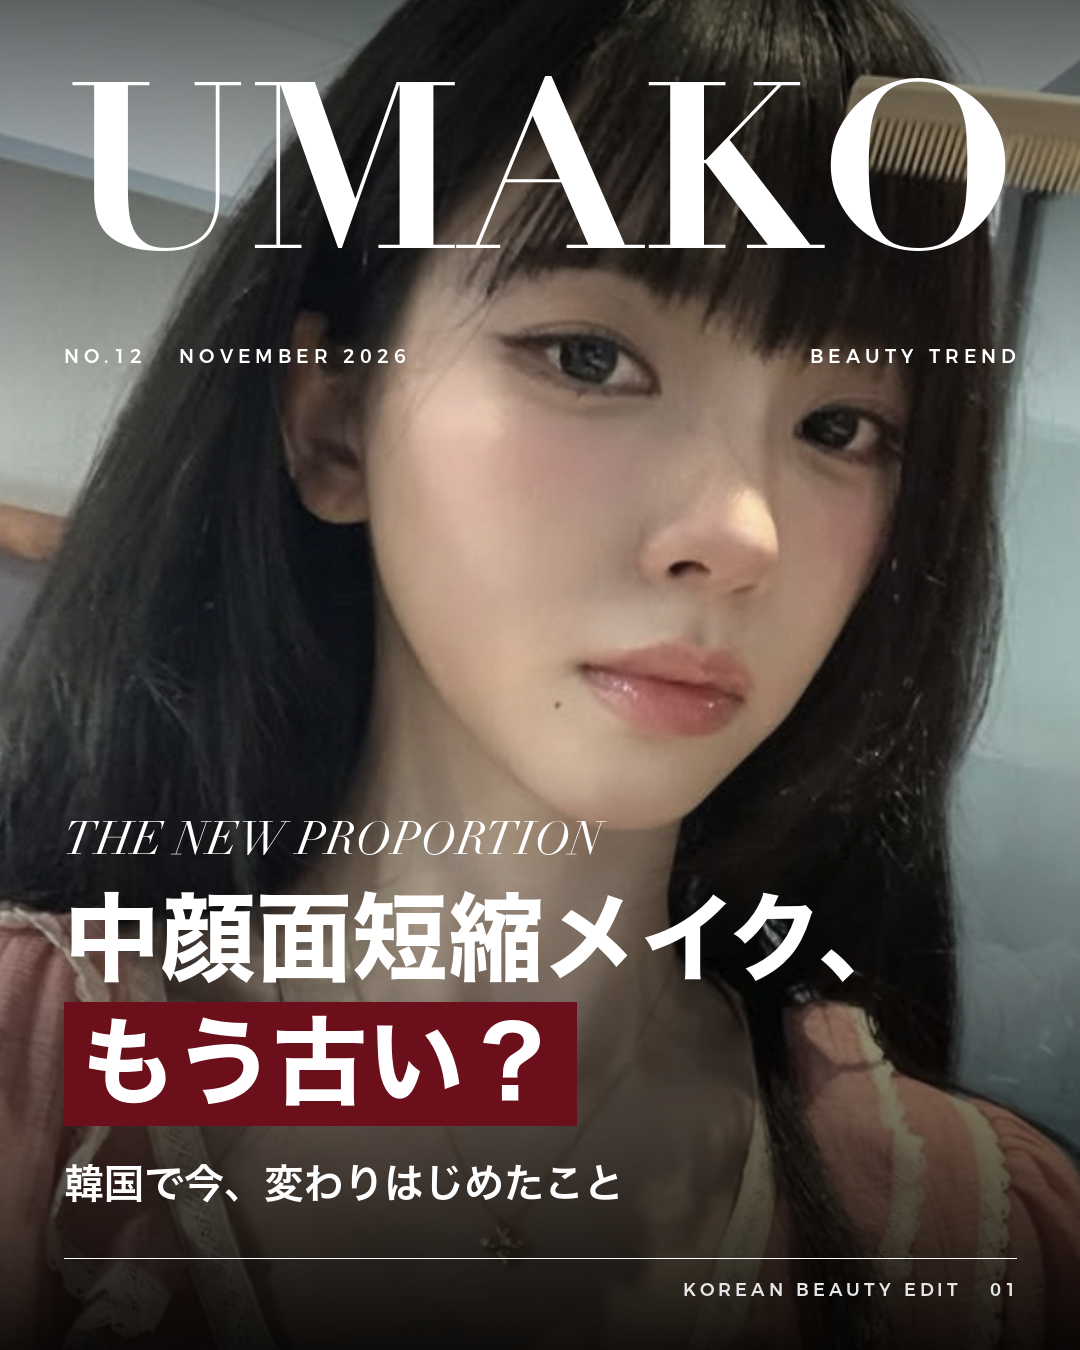 UMAKO
NO.12 NOVEMBER 2026
BEAUTY TREND
THE NEW PROPORTION
中顔面短縮メイク、
もう古い？
韓国で今、変わりはじめたこと
KOREAN BEAUTY EDIT 01